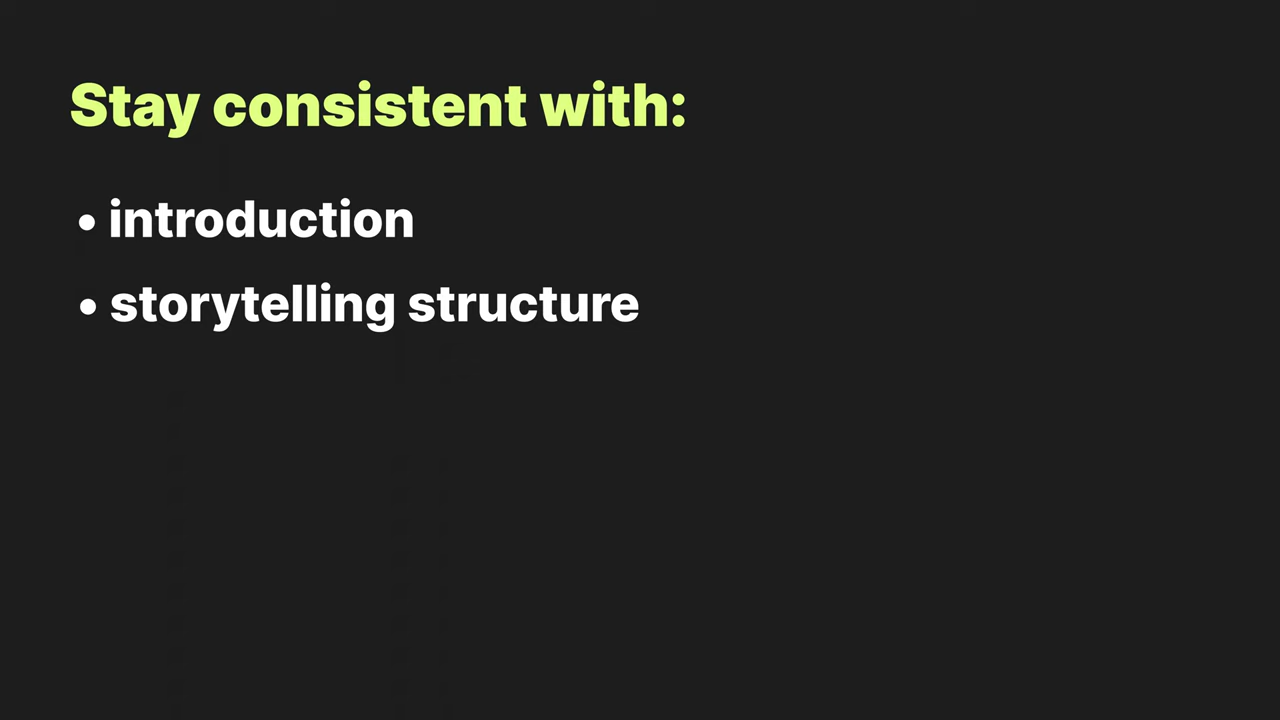 Stay consistent with:
• introduction
• storytelling structure